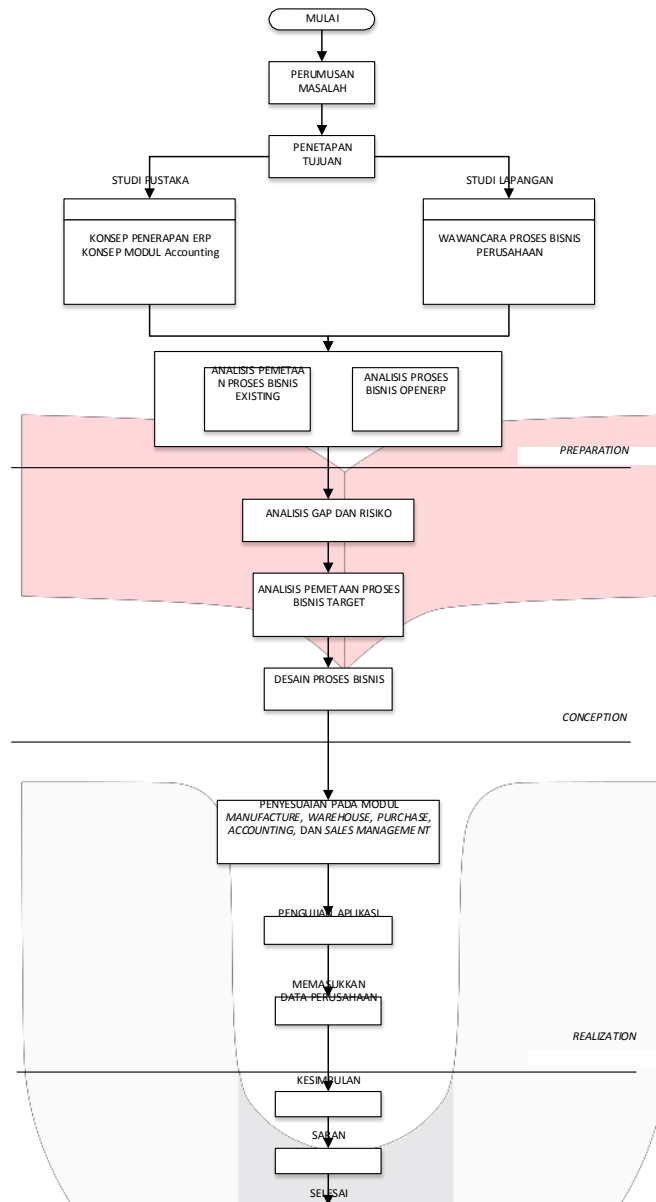 MULAI
PERUMUSAN
MASALAH
PENETAPAN
TUJUAN
STUDI PUSTAKA
STUDI LAPANGAN
KONSEP PENERAPAN ERP
KONSEP MODUL Accounting
WAWANCARA PROSES BISNIS
PERUSAHAAN
ANALISIS PEMETAA
N PROSES BISNIS
EXISTING
ANALISIS PROSES
BISNIS OPENERP
PREPARATION
ANALISIS GAP DAN RISIKO
ANALISIS PEMETAAN PROSES
BISNIS TARGET
DESAIN PROSES BISNIS
CONCEPTION
PENYESUAIAN PADA MODUL
MANUFACTURE, WAREHOUSE, PURCHASE,
ACCOUNTING, DAN SALES MANAGEMENT
PENGUJIAN APLIKASI
MEMASUKKAN
DATA PERUSAHAAN
REALIZATION
KESIMPULAN
SARAN
SELESAI